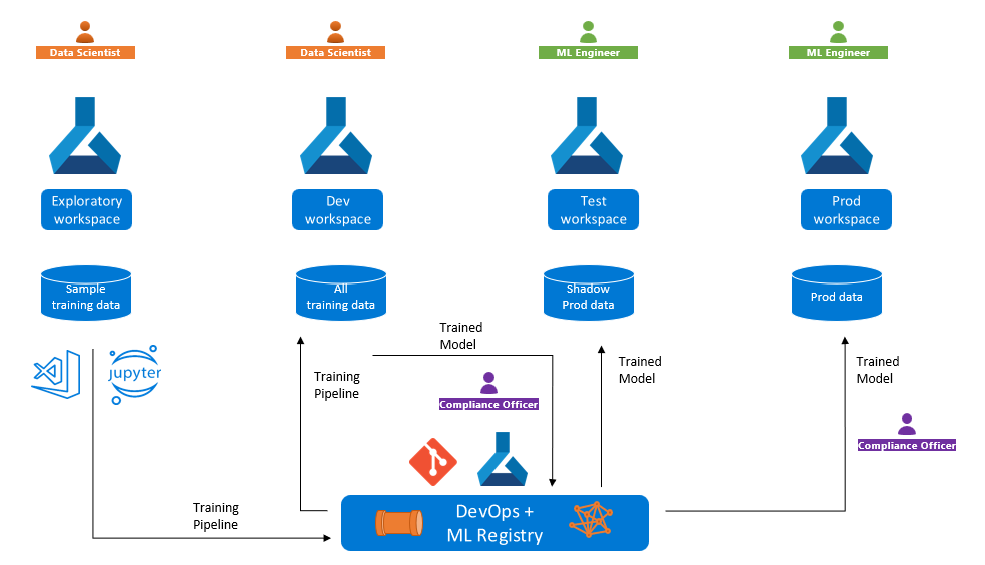 Data Scientist
Data Scientist
ML Engineer
ML Engineer
Exploratory
workspace
Dev
workspace
Test
workspace
Prod
workspace
Sample
training data
All
training data
Shadow
Prod data
Prod data
Trained
Model
jupyter
Training
Pipeline
Compliance Officer
Trained
Model
Trained
Model
Compliance Officer
Training
Pipeline
DevOps +
ML Registry